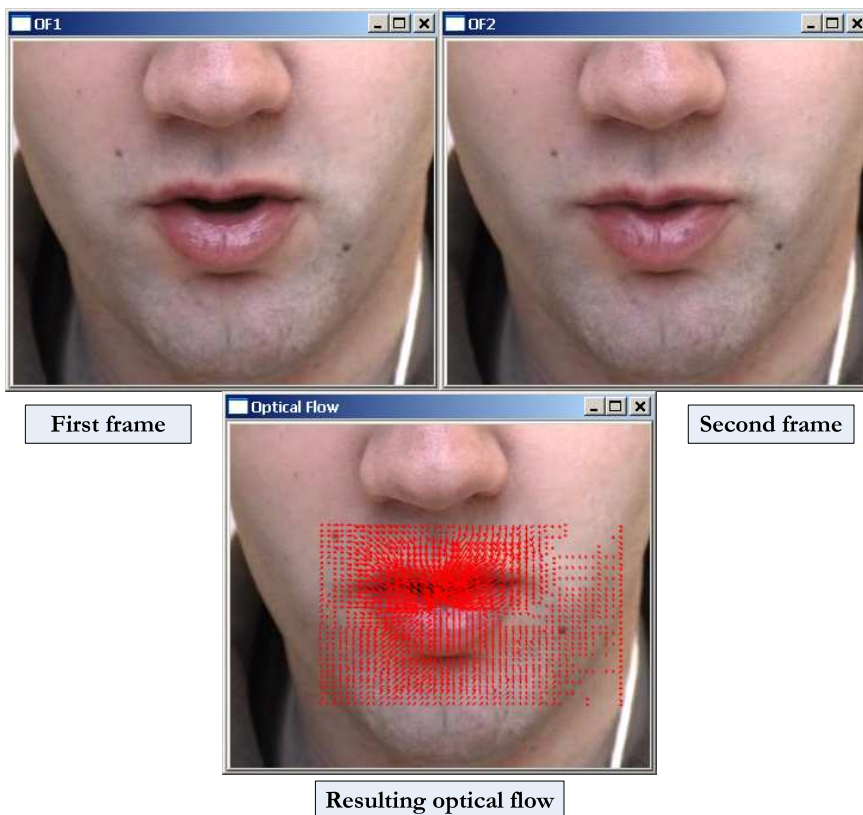 OF1
OF2
First frame
Second frame
Optical Flow
Resulting optical flow